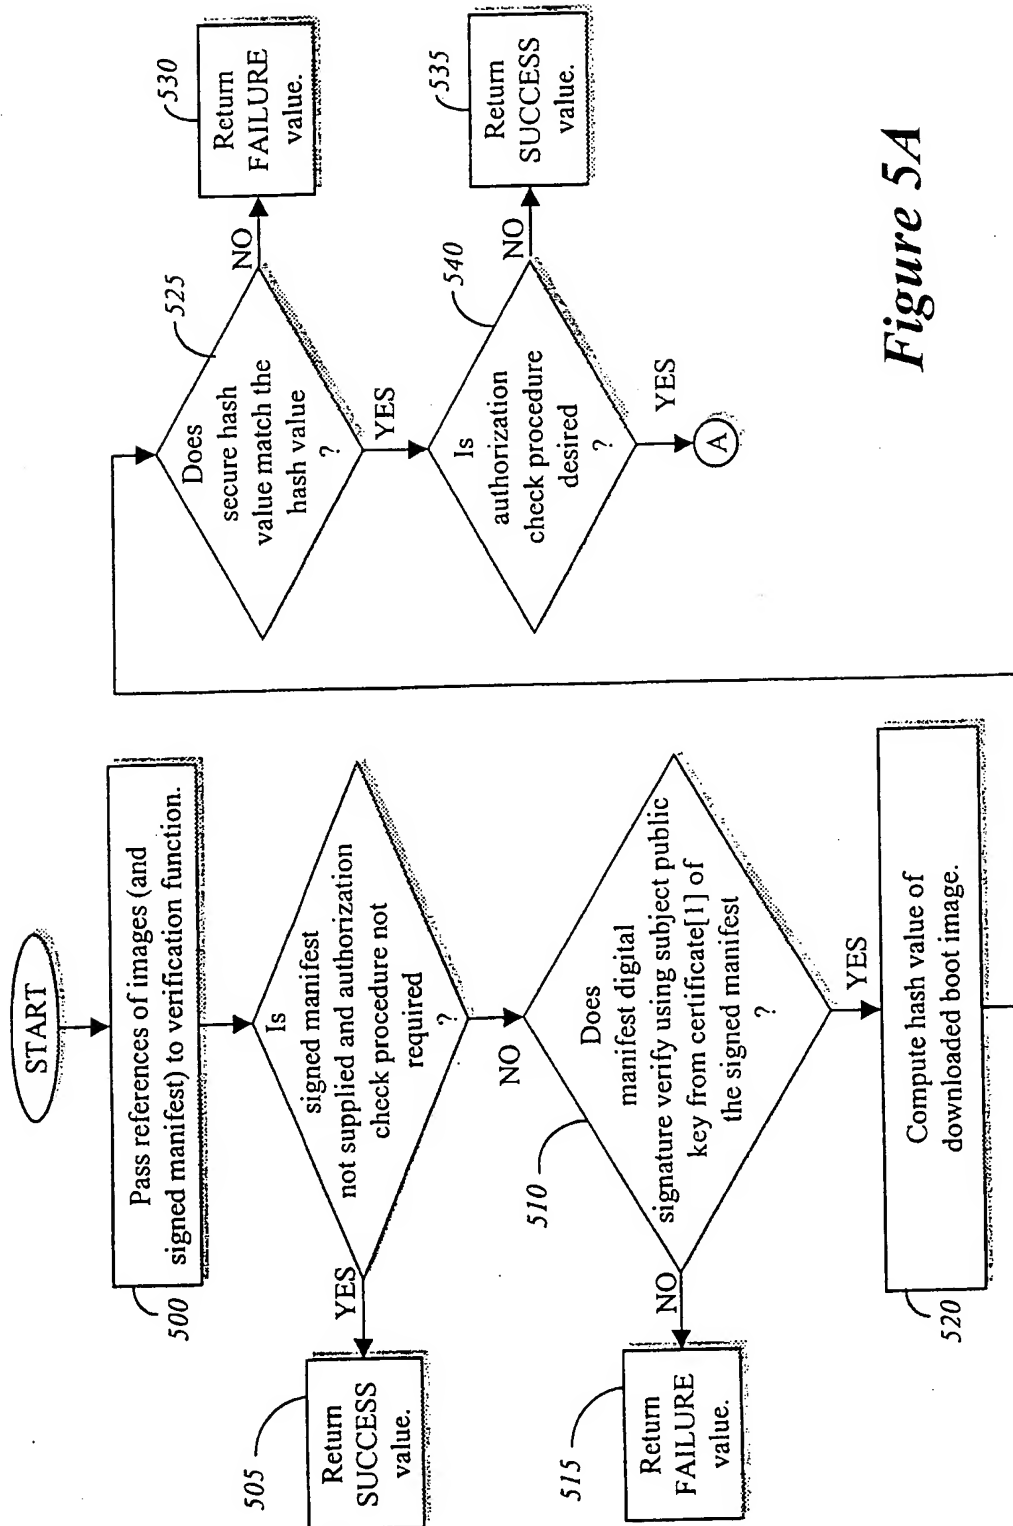 START
Pass references of images (and
signed manifest) to verification function.
500
Is
signed manifest
not supplied and authorization
check procedure not
required
?
YES
505
Return
SUCCESS
value.
NO
Does
manifest digital
signature verify using subject public
key from certificate[1] of
the signed manifest
?
510
NO
515
Return
FAILURE
value.
YES
Compute hash value of
downloaded boot image.
520
Does
secure hash
value match the
hash value
?
525
NO
530
Return
FAILURE
value.
YES
Is
authorization
check procedure
desired
?
540
NO
535
Return
SUCCESS
value.
YES
A
Figure 5A